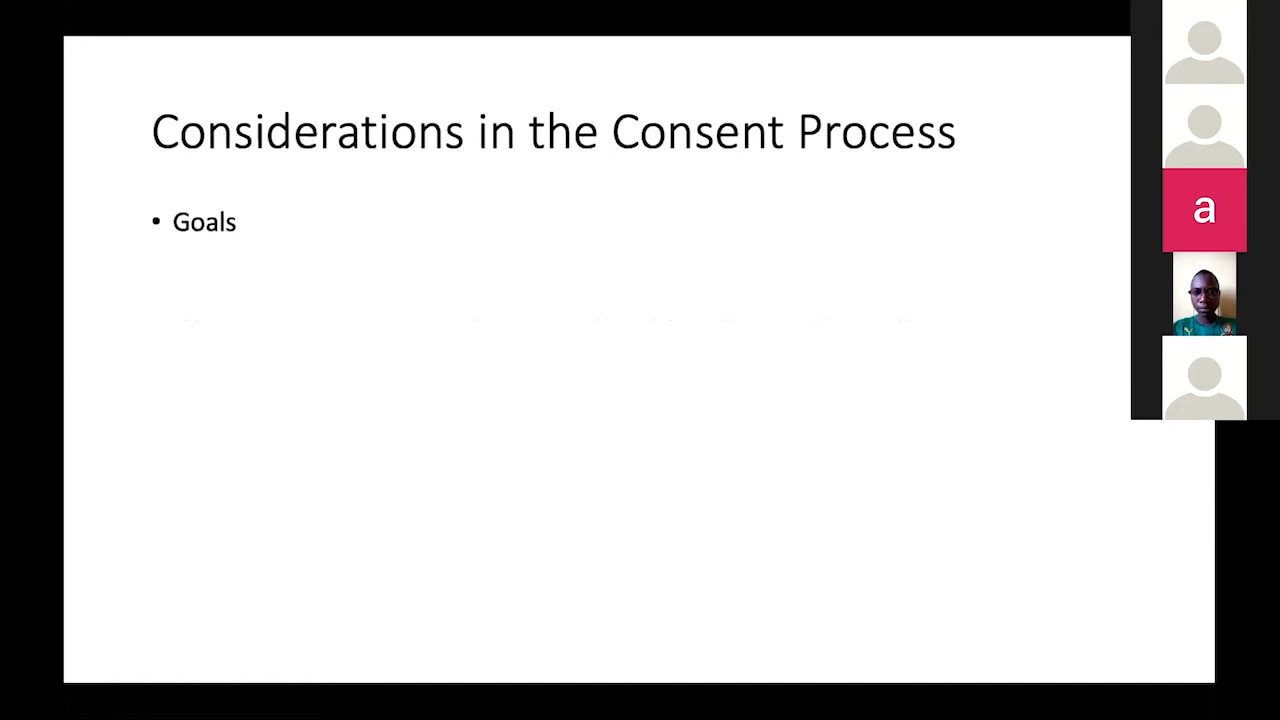 Considerations in the Consent Process
• Goals
a